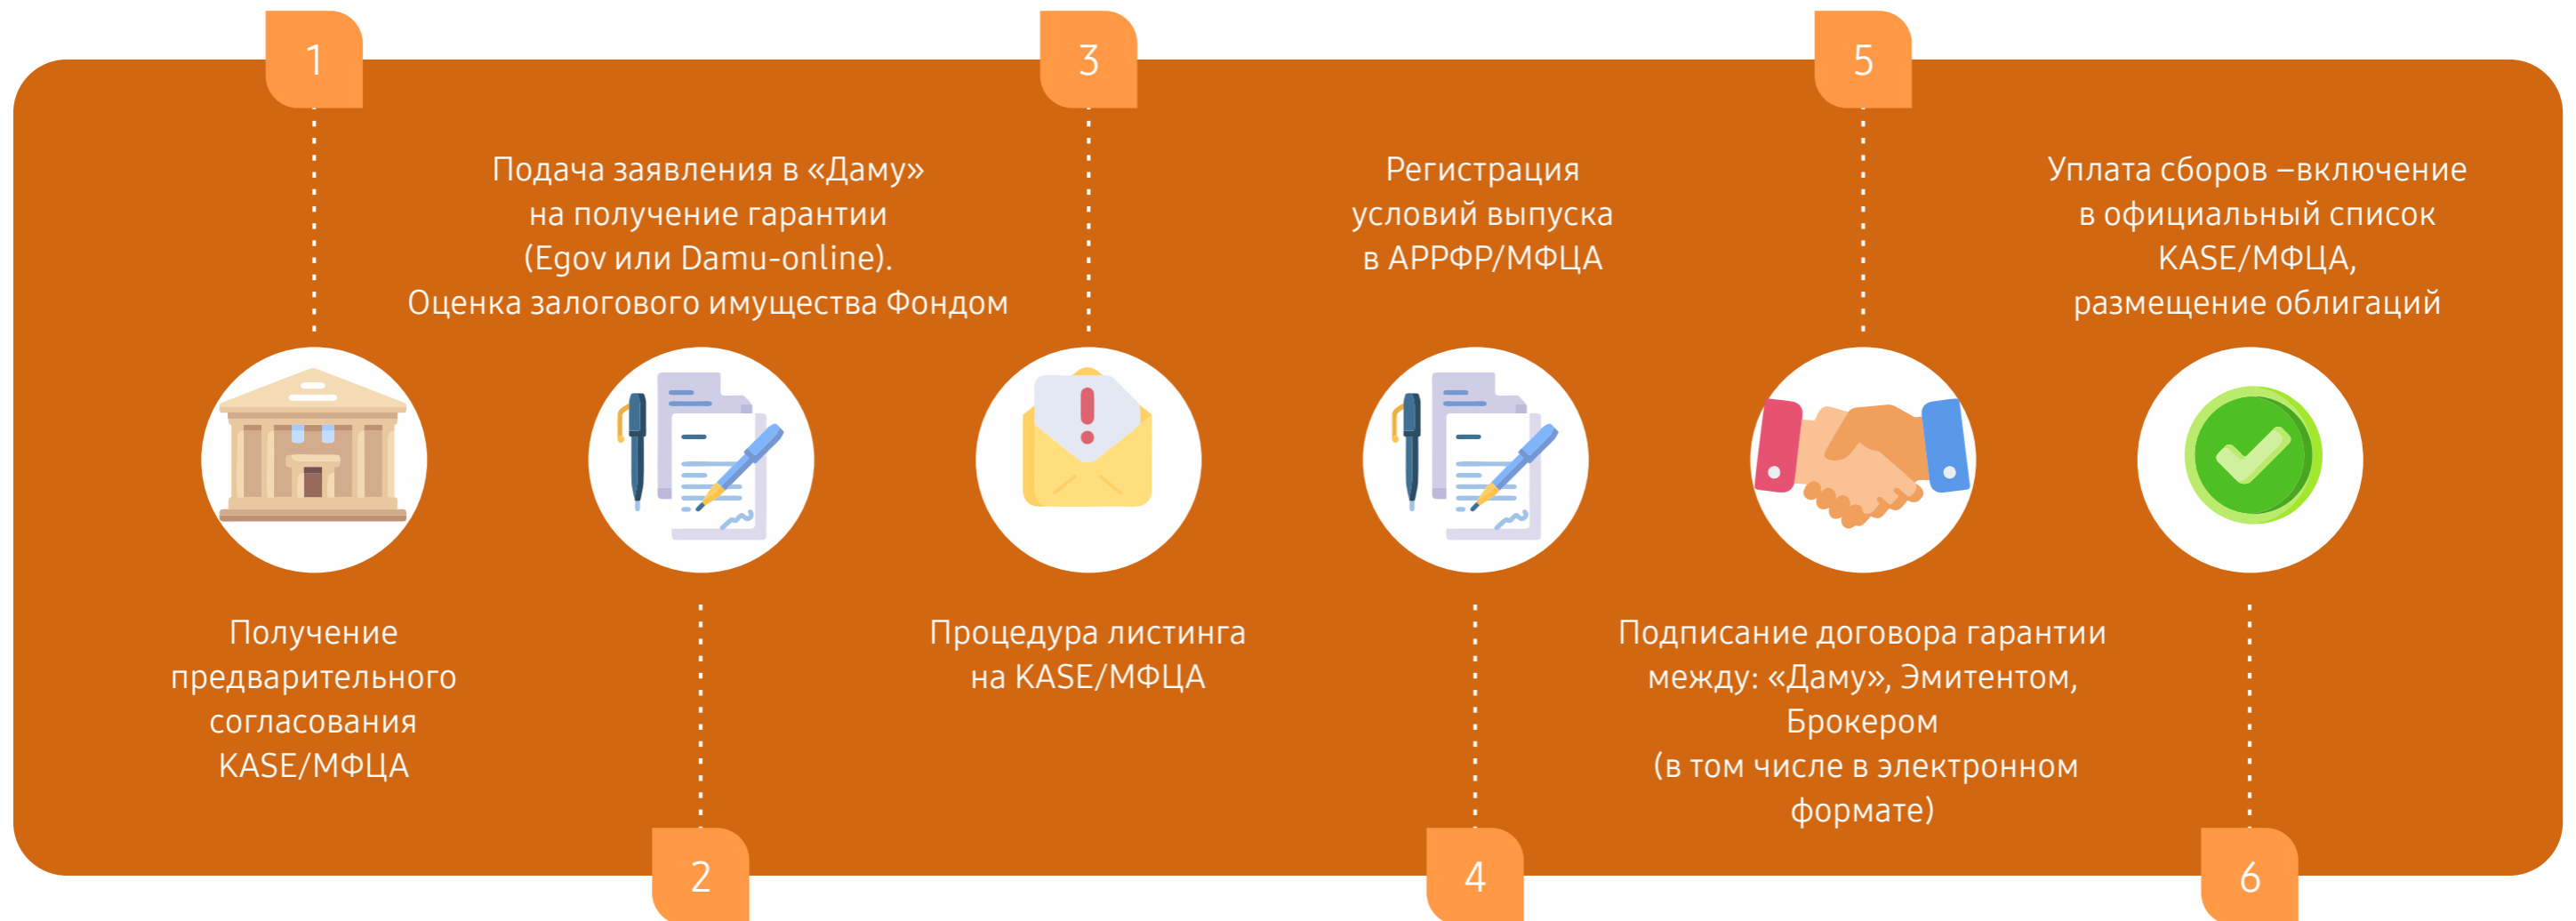 1
Получение
предварительного
согласования
KASE/МФЦА
2
Подача заявления в «Даму»
на получение гарантии
(Egov или Damu-online).
Оценка залогового имущества Фондом
3
Процедура листинга
на KASE/МФЦА
4
Регистрация
условий выпуска
в АРРФР/МФЦА
5
Подписание договора гарантии
между: «Даму», Эмитентом,
Брокером
(в том числе в электронном
формате)
6
Уплата сборов –включение
в официальный список
KASE/МФЦА,
размещение облигаций